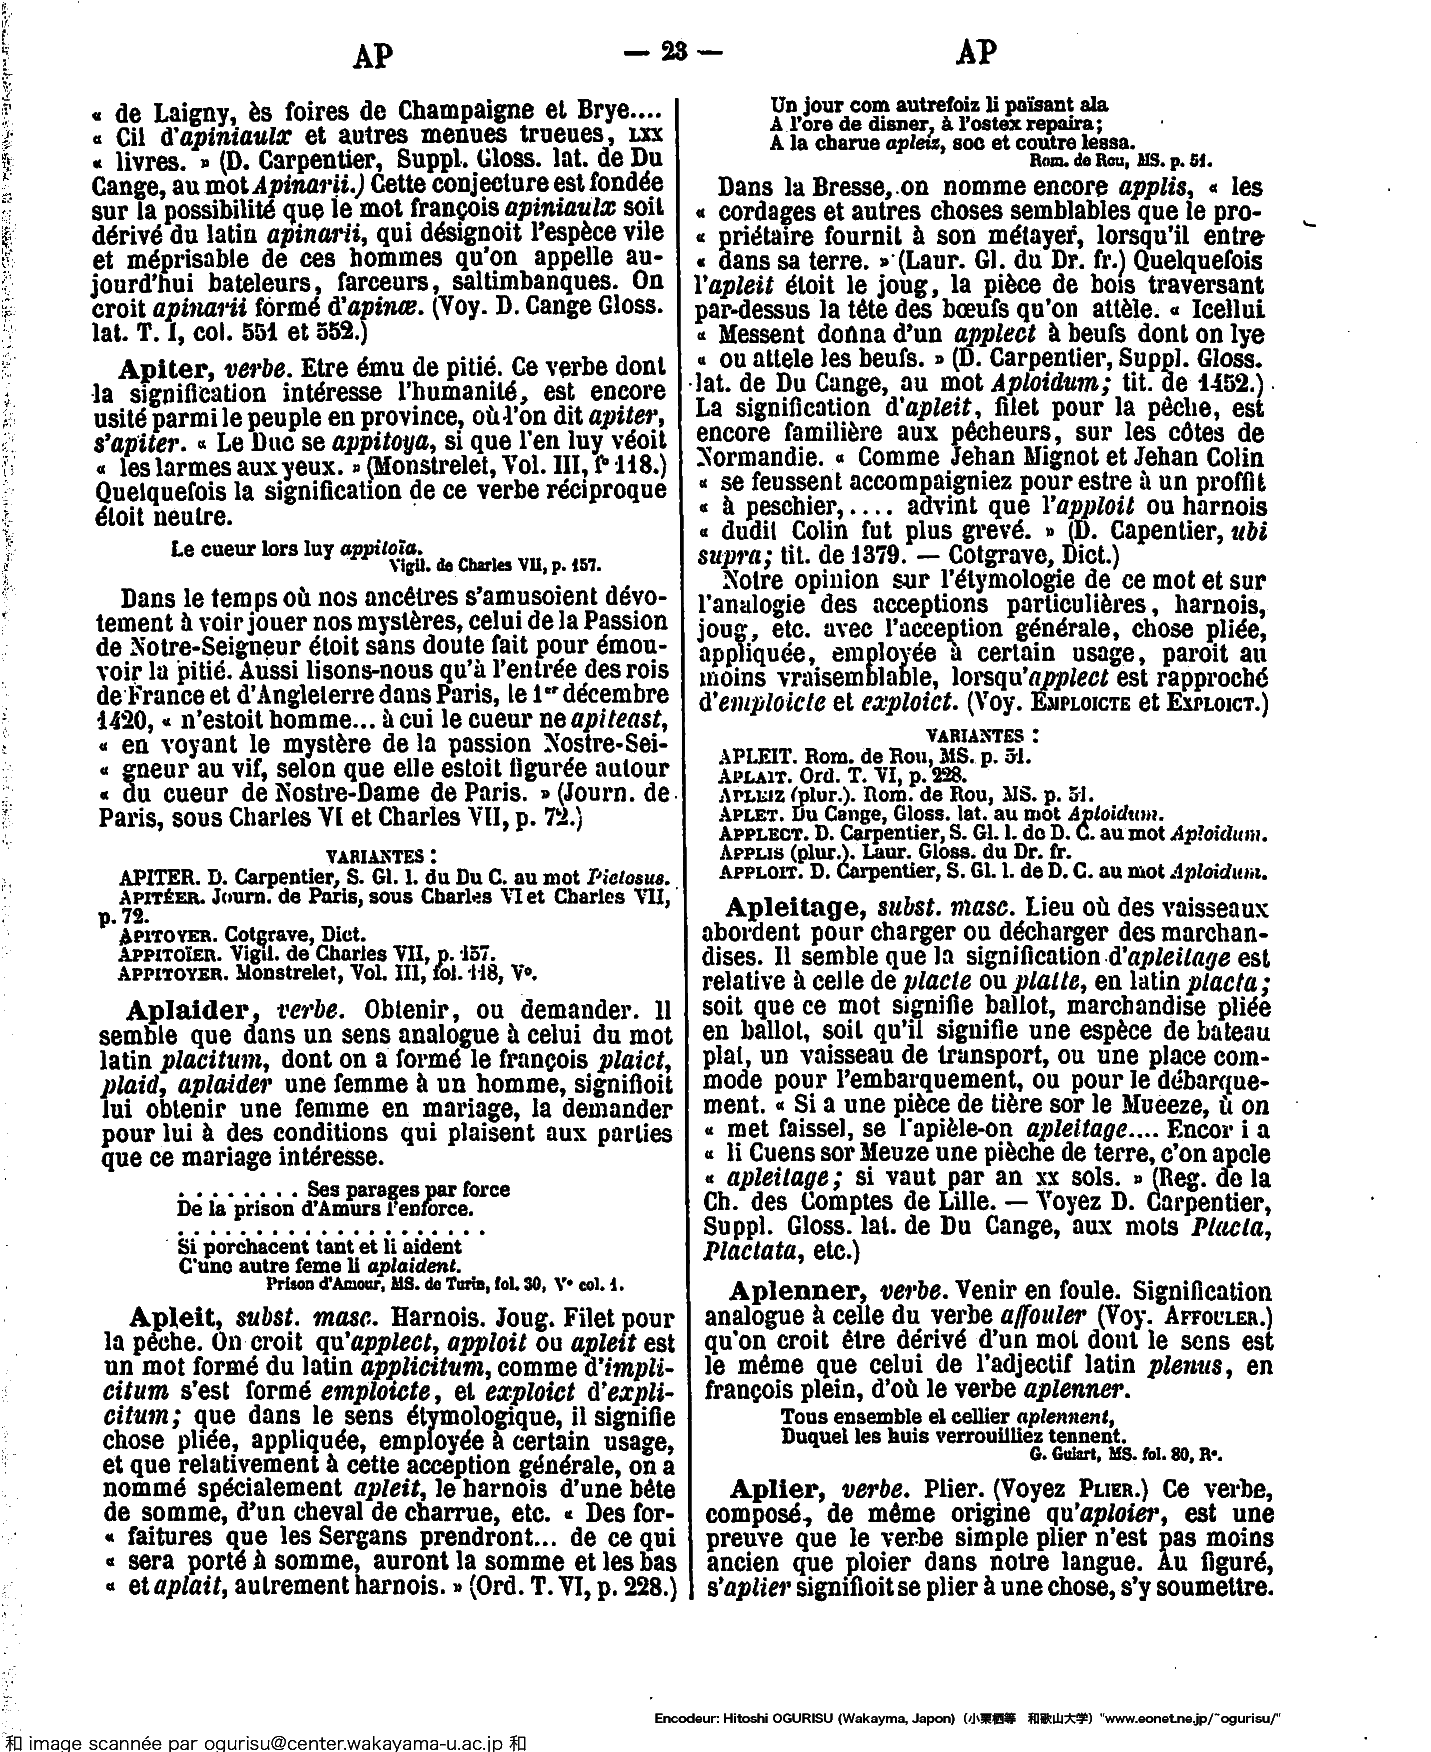 AP
— 23 —
AP
« de Laigny, ès foires de Champaigne et Brye....
« Cil d'apiniaulx et autres menues trueues, LXX
« livres. » (D. Carpentier, Suppl. Gloss. lat. de Du
Cange, au mot Apinarii.) Cette conjecture est fondée
sur la possibilité que le mot françois apiniaulx soit
dérivé du latin apinarii, qui désignoit l'espèce vile
et méprisable de ces hommes qu'on appelle au-
jourd'hui bateleurs, farceurs, saltimbanques. On
croit apinarii formé d'apinæ. (Voy. D. Cange Gloss.
lat. T. I, col. 551 et 552.)
Apiter, verbe. Etre ému de pitié. Ce verbe dont
la signification intéresse l'humanité, est encore
usité parmi le peuple en province, où l'on dit apiter,
s'apiter. « Le Duc se appitoya, si que l'en luy véoit
« les larmes aux yeux. » (Monstrelet, Vol. III, f° 118.)
Quelquefois la signification de ce verbe réciproque
étoit neutre.
Le cueur lors luy appitoïa.
Vigil. de Charles VII, p. 157.
Dans le temps où nos ancêtres s'amusoient dévo-
tement à voir jouer nos mystères, celui de la Passion
de Notre-Seigneur étoit sans doute fait pour émou-
voir la pitié. Aussi lisons-nous qu'à l'entrée des rois
de France et d'Angleterre dans Paris, le 1er décembre
1420, « n'estoit homme... à cui le cueur ne apiteast,
« en voyant le mystère de la passion Nostre-Sei-
« gneur au vif, selon que elle estoit figurée autour
« du cueur de Nostre-Dame de Paris. » (Journ. de
Paris, sous Charles VI et Charles VII, p. 72.)
VARIANTES :
APITER. D. Carpentier, S. Gl. l. du Du C. au mot Pietosus.
APITÉER. Journ. de Paris, sous Charles VI et Charles VII,
p. 72.
APITOYER. Cotgrave, Dict.
APPITOÏER. Vigil. de Charles VII, p. 157.
APPITOYER. Monstrelet, Vol. III, fol. 118, V°.
Aplaider, verbe. Obtenir, ou demander. Il
semble que dans un sens analogue à celui du mot
latin placitum, dont on a formé le françois plaict,
plaid, aplaider une femme à un homme, signifioit
lui obtenir une femme en mariage, la demander
pour lui à des conditions qui plaisent aux parties
que ce mariage intéresse.
. . . . . . . . Ses parages par force
De la prison d'Amurs l'enforce.
. . . . . . . . . . . . . . . . . . . .
Si porchacent tant et li aident
C'une autre feme li aplaident.
Prison d'Amour, MS. de Turin, fol. 30, V° col. 1.
Apleit, subst. masc. Harnois. Joug. Filet pour
la pêche. On croit qu'applect, apploit ou apleit est
un mot formé du latin applicitum, comme d'impli-
citum s'est formé emploicte, et exploict d'expli-
citum; que dans le sens étymologique, il signifie
chose pliée, appliquée, employée à certain usage,
et que relativement à cette acception générale, on a
nommé spécialement apleit, le harnois d'une bête
de somme, d'un cheval de charrue, etc. « Des for-
« faitures que les Sergans prendront... de ce qui
« sera porté à somme, auront la somme et les bas
« et aplait, autrement harnois. » (Ord. T. VI, p. 228.)
Un jour com autrefoiz li païsant ala
A l'ore de disner, à l'ostex repaira;
A la charue apleiz, soc et coutre lessa.
Rom. de Rou, MS. p. 51.
Dans la Bresse, on nomme encore applis, « les
« cordages et autres choses semblables que le pro-
« priétaire fournit à son métayer, lorsqu'il entre
« dans sa terre. » (Laur. Gl. du Dr. fr.) Quelquefois
l'apleit étoit le joug, la pièce de bois traversant
par-dessus la tête des bœufs qu'on attèle. « Icellui
« Messent donna d'un applect à beufs dont on lye
« ou attele les beufs. » (D. Carpentier, Suppl. Gloss.
lat. de Du Cange, au mot Aploidum; tit. de 1452.)
La signification d'apleit, filet pour la pêche, est
encore familière aux pêcheurs, sur les côtes de
Normandie. « Comme Jehan Mignot et Jehan Colin
« se feussent accompaigniez pour estre à un proffit
« à peschier,.... advint que l'apploit ou harnois
« dudit Colin fut plus grevé. » (D. Capentier, ubi
supra; tit. de 1379. — Cotgrave, Dict.)
Notre opinion sur l'étymologie de ce mot et sur
l'analogie des acceptions particulières, harnois,
joug, etc. avec l'acception générale, chose pliée,
appliquée, employée à certain usage, paroit au
moins vraisemblable, lorsqu'applect est rapproché
d'emploicte et exploict. (Voy. EMPLOICTE et EXPLOICT.)
VARIANTES :
APLEIT. Rom. de Rou, MS. p. 51.
APLAIT. Ord. T. VI, p. 228.
APLEIZ (plur.). Rom. de Rou, MS. p. 51.
APLET. Du Cange, Gloss. lat. au mot Aploidum.
APPLECT. D. Carpentier, S. Gl. l. de D. C. au mot Aploidum.
APPLIS (plur.). Laur. Gloss. du Dr. fr.
APPLOIT. D. Carpentier, S. Gl. l. de D. C. au mot Aploidum.
Apleitage, subst. masc. Lieu où des vaisseaux
abordent pour charger ou décharger des marchan-
dises. Il semble que la signification d'apleitage est
relative à celle de placte ou platte, en latin placta;
soit que ce mot signifie ballot, marchandise pliée
en ballot, soit qu'il signifie une espèce de bateau
plat, un vaisseau de transport, ou une place com-
mode pour l'embarquement, ou pour le débarque-
ment. « Si a une pièce de tière sor le Mueeze, ù on
« met faissel, se l'apièle-on apleitage.... Encor i a
« li Cuens sor Meuze une pièche de terre, c'on apele
« apleitage; si vaut par an XX sols. » (Reg. de la
Ch. des Comptes de Lille. — Voyez D. Carpentier,
Suppl. Gloss. lat. de Du Cange, aux mots Placta,
Plactata, etc.)
Aplenner, verbe. Venir en foule. Signification
analogue à celle du verbe affouler (Voy. AFFOULER.)
qu'on croit être dérivé d'un mot dont le sens est
le même que celui de l'adjectif latin plenus, en
françois plein, d'où le verbe aplenner.
Tous ensemble el cellier aplennent,
Duquel les huis verrouilliez tennent.
G. Guiart, MS. fol. 80, R°.
Aplier, verbe. Plier. (Voyez PLIER.) Ce verbe,
composé, de même origine qu'aploier, est une
preuve que le verbe simple plier n'est pas moins
ancien que ploier dans notre langue. Au figuré,
s'aplier signifioit se plier à une chose, s'y soumettre.
Encodeur: Hitoshi OGURISU (Wakayma, Japon) (小栗栖等 和歌山大学) "www.eonet.ne.jp/~ogurisu/"
和 image scannée par ogurisu@center.wakayama-u.ac.jp 和